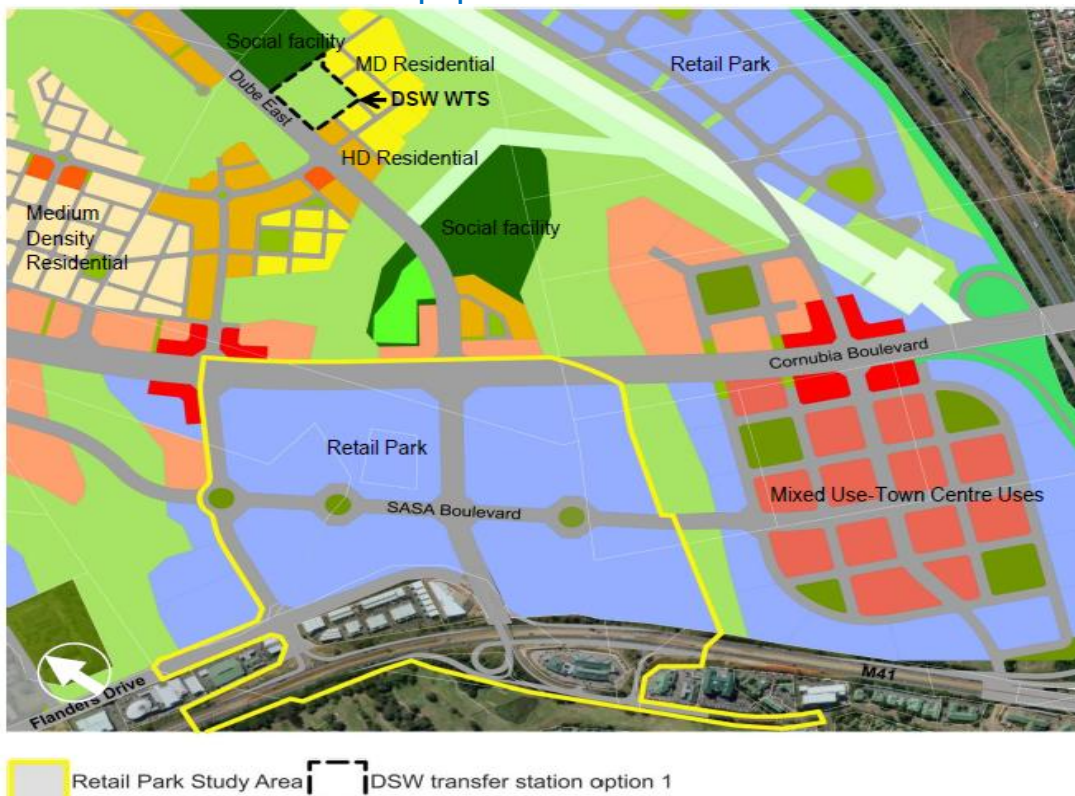 Social facility
MD Residential
DSW WTS
Dube East
Retail Park
HD Residential
Medium
Density
Residential
Social facility
Cornubia Boulevard
Retail Park
SASA Boulevard
Mixed Use-Town Centre Uses
Flanders Drive
M41
Retail Park Study Area
DSW transfer station option 1